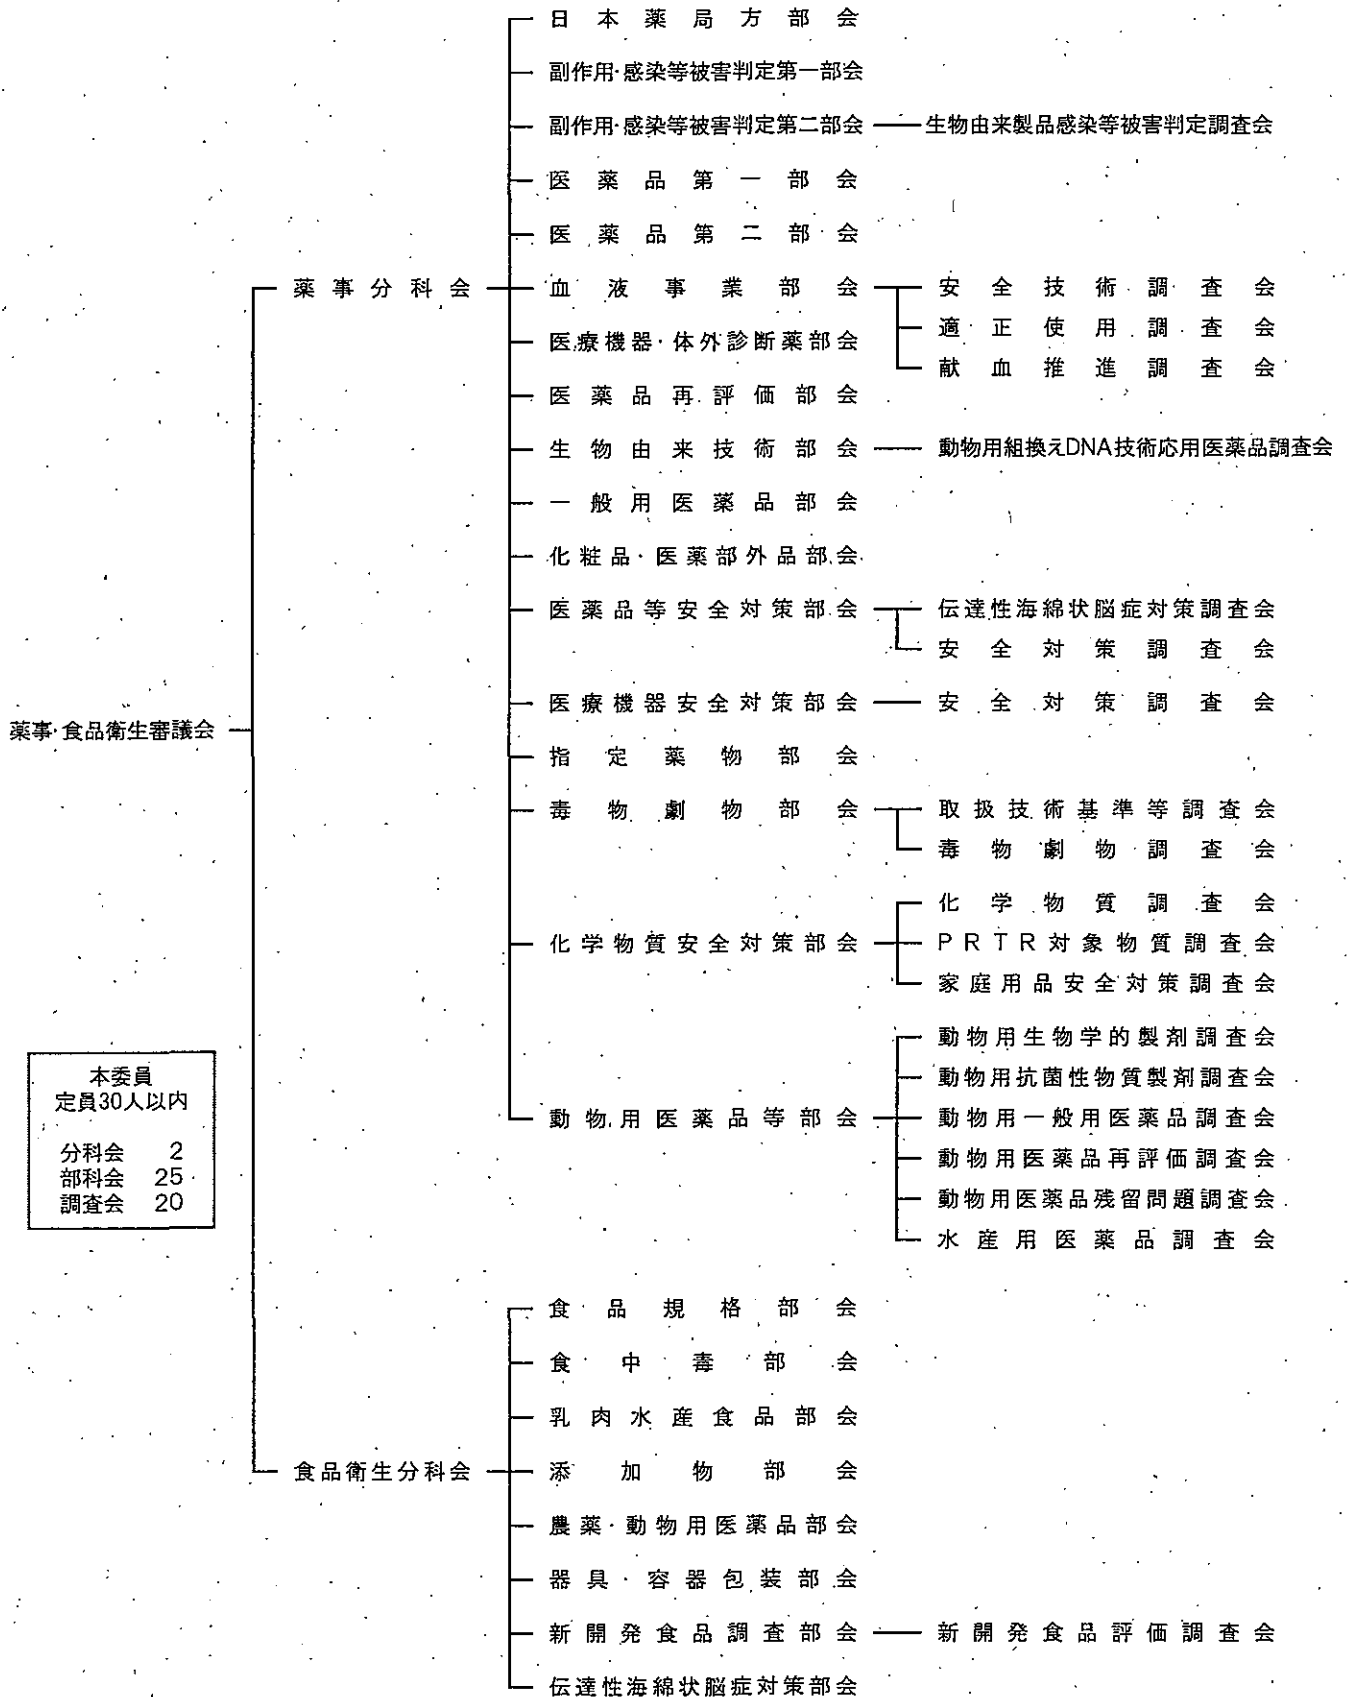 日本薬局方部会
副作用・感染等被害判定第一部会
副作用・感染等被害判定第二部会 生物由来製品感染等被害判定調査会
医薬品第一部会
医薬品第二部会
薬事分科会 血液事業部会 安全技術調査会
適正使用調査会
医療機器・体外診断薬部会
献血推進調査会
医薬品再評価部会
生物由来技術部会 動物用組換えDNA技術応用医薬品調査会
一般用医薬品部会
化粧品・医薬部外品部会
医薬品等安全対策部会 伝達性海綿状脳症対策調査会
安全対策調査会
医療機器安全対策部会 安全対策調査会
薬事・食品衛生審議会
指定薬物部会
毒物劇物部会 取扱技術基準等調査会
毒物劇物調査会
化学物質調査会
化学物質安全対策部会 PRTR対象物質調査会
家庭用品安全対策調査会
動物用生物学的製剤調査会
動物用抗菌性物質製剤調査会
動物用医薬品等部会 動物用一般用医薬品調査会
動物用医薬品再評価調査会
動物用医薬品残留問題調査会
水産用医薬品調査会
本委員
定員30人以内
分科会 2
部科会 25
調査会 20
食品規格部会
食中毒部会
乳肉水産食品部会
食品衛生分科会 添加物部会
農薬・動物用医薬品部会
器具・容器包装部会
新開発食品調査部会 新開発食品評価調査会
伝達性海綿状脳症対策部会